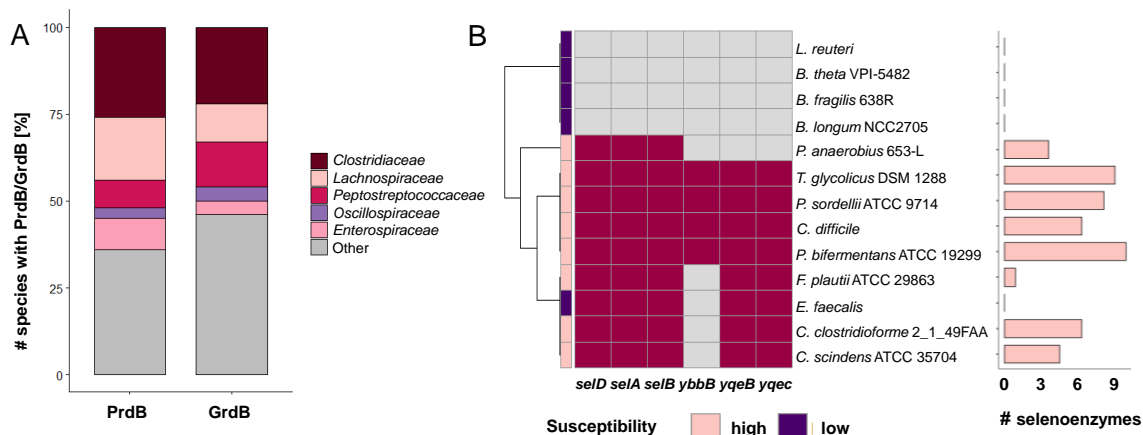 A
# species with PrdB/GrdB [%]
100
75
50
25
0
PrdB
GrdB
Clostridiaceae
Lachnospiraceae
Peptostreptococcaceae
Oscillospiraceae
Enterospiraceae
Other
B
L. reuteri
B. theta VPI-5482
B. fragilis 638R
B. longum NCC2705
P. anaerobius 653-L
T. glycolicus DSM 1288
P. sordellii ATCC 9714
C. difficile
P. bifermentans ATCC 19299
F. plautii ATCC 29863
E. faecalis
C. clostridioforme 2_1_49FAA
C. scindens ATCC 35704
selD selA selB ybbB yqeB yqec
Susceptibility high low
0 3 6 9
# selenoenzymes